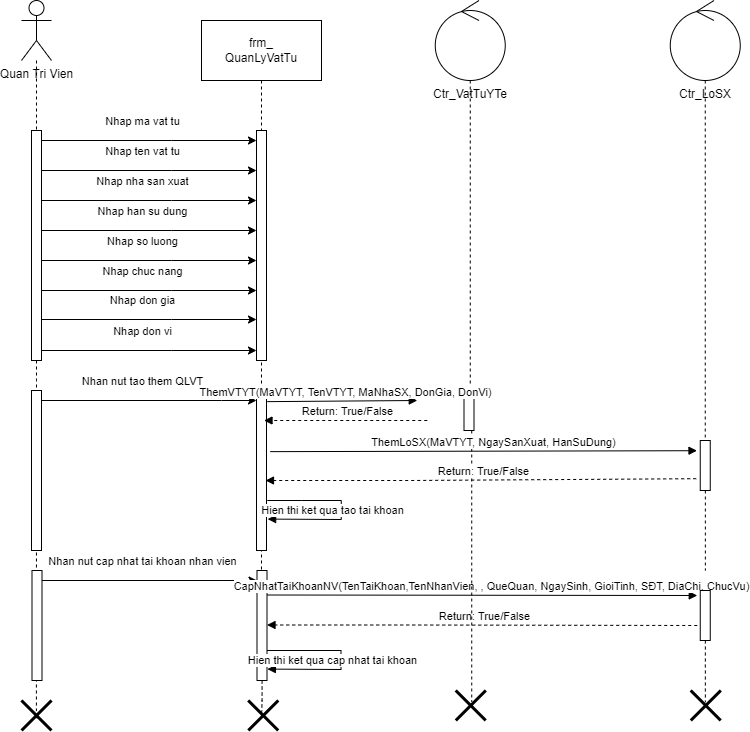 Quan Tri Vien
frm_
QuanLyVatTu
Ctr_VatTuYTe
Ctr_LoSX
Nhap ma vat tu
Nhap ten vat tu
Nhap nha san xuat
Nhap han su dung
Nhap so luong
Nhap chuc nang
Nhap don gia
Nhap don vi
Nhan nut tao them QLVT
ThemVTYT(MaVTYT, TenVTYT, MaNhaSX, DonGia, DonVi)
Return: True/False
ThemLoSX(MaVTYT, NgaySanXuat, HanSuDung)
Return: True/False
Hien thi ket qua tao tai khoan
Nhan nut cap nhat tai khoan nhan vien
CapNhatTaiKhoanNV(TenTaiKhoan,TenNhanVien, , QueQuan, NgaySinh, GioiTinh, SĐT, DiaChi, ChucVu)
Return: True/False
Hien thi ket qua cap nhat tai khoan